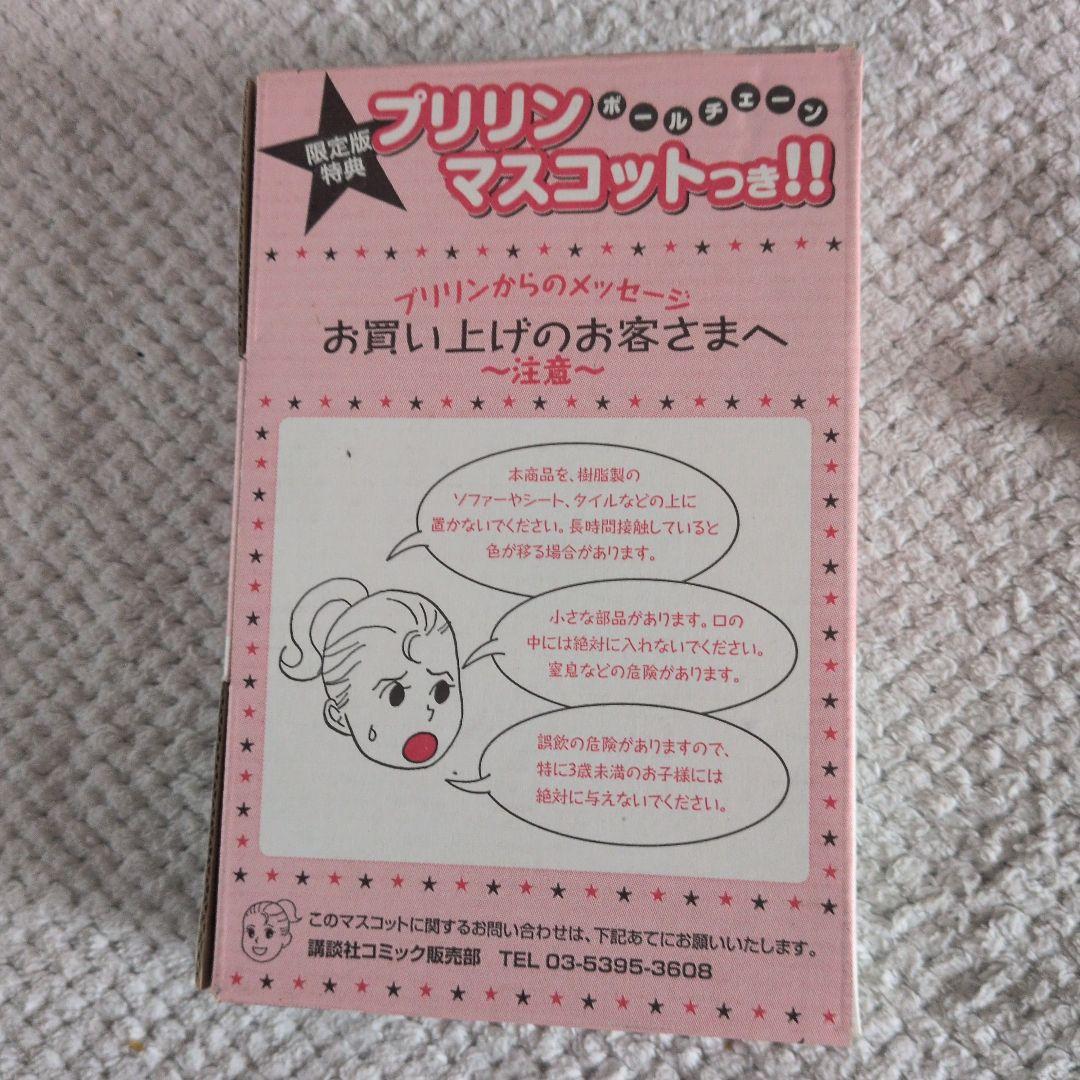 限定版
特典
プリリン
ボールチェーン
マスコットつき!!
プリリンからのメッセージ
お買い上げのお客さまへ
〜注意〜
本商品を、樹脂製の
ソファーやシート、タイルなどの上に
置かないでください。長時間接触していると
色が移る場合があります。
小さな部品があります。口の
中には絶対に入れないでください。
窒息などの危険があります。
誤飲の危険がありますので、
特に3歳未満のお子様には
絶対に与えないでください。
このマスコットに関するお問い合わせは、下記あてにお願いいたします。
講談社コミック販売部 TEL 03-5395-3608